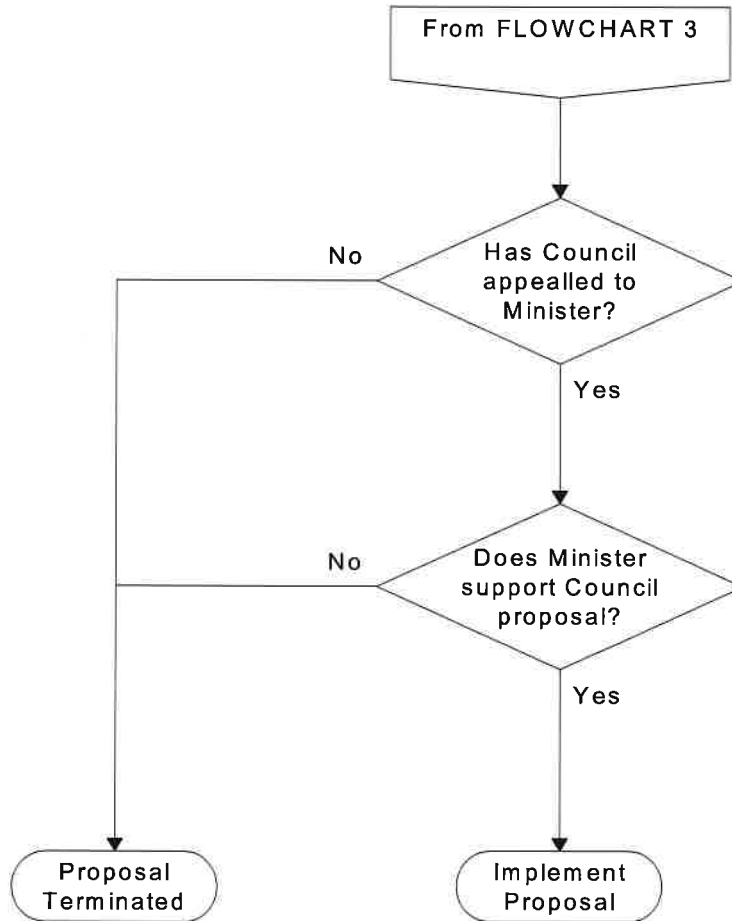 From FLOWCHART 3
No
Has Council
appealled to
Minister?
Yes
No
Does Minister
support Council
proposal?
Yes
Proposal
Terminated
Implement
Proposal